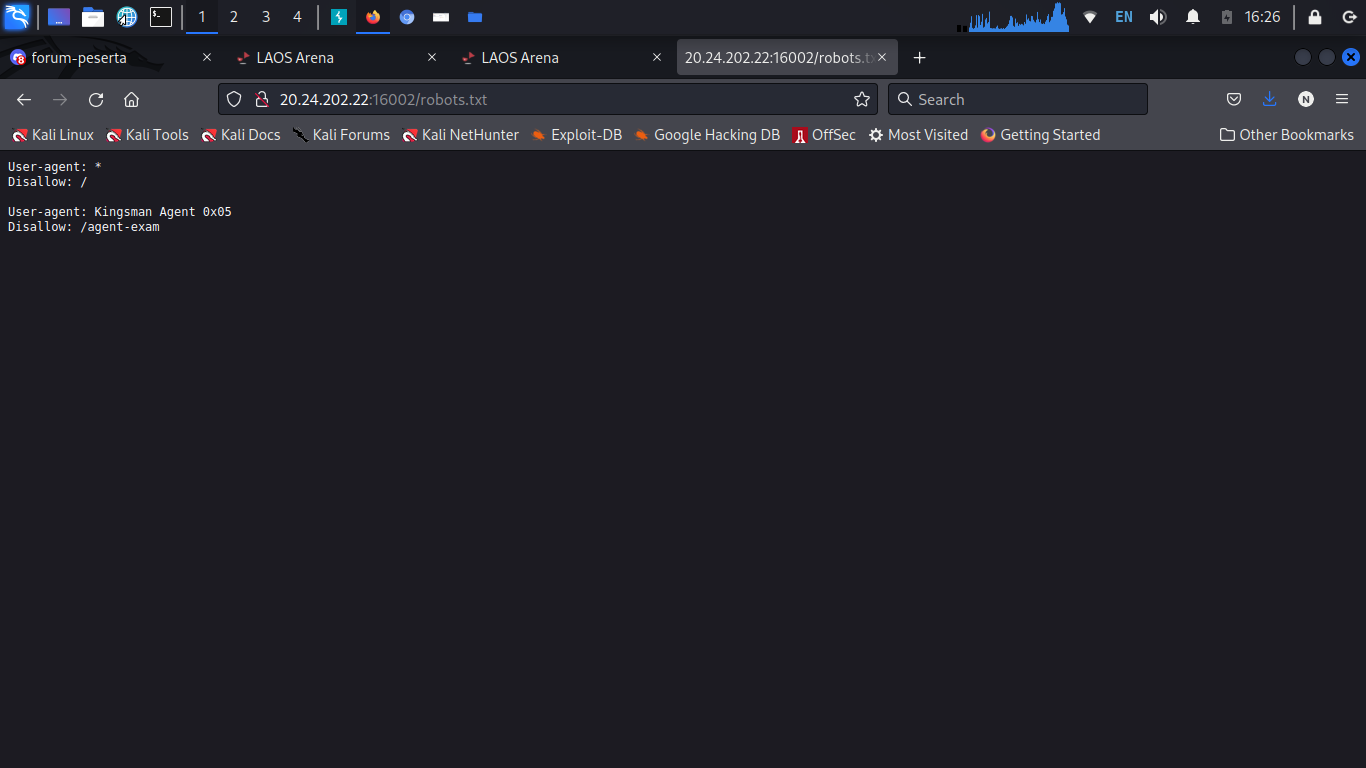 1
2
3
4
EN
16:26
forum-peserta
LAOS Arena
LAOS Arena
20.24.202.22:16002/robots.tx
20.24.202.22:16002/robots.txt
Search
N
Kali Linux
Kali Tools
Kali Docs
Kali Forums
Kali NetHunter
Exploit-DB
Google Hacking DB
OffSec
Most Visited
Getting Started
Other Bookmarks
User-agent: *
Disallow: /
User-agent: Kingsman Agent 0x05
Disallow: /agent-exam